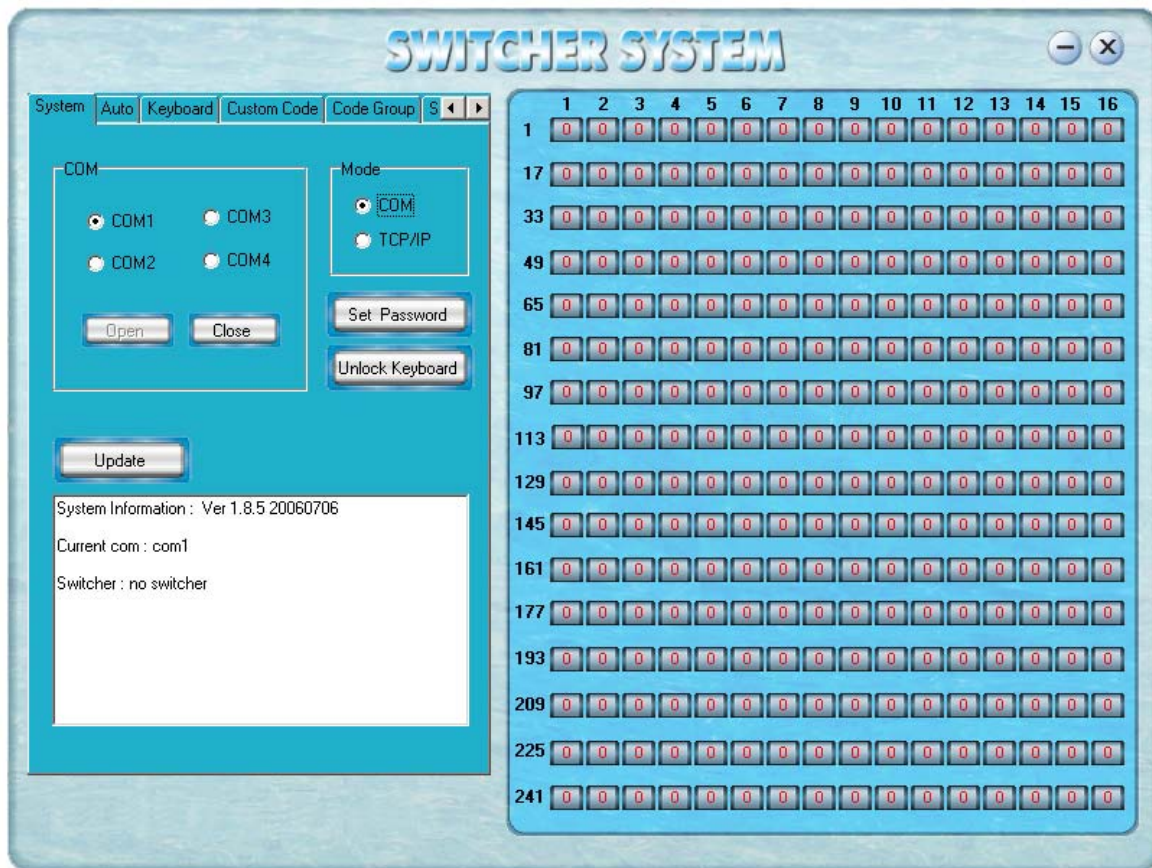 SWITCHER SYSTEM
System Auto Keyboard Custom Code Code Group S
COM
COM1
COM3
COM2
COM4
Open
Close
Mode
COM
TCP/IP
Set Password
Unlock Keyboard
Update
System Information : Ver 1.8.5 20060706
Current com : com1
Switcher : no switcher
1 2 3 4 5 6 7 8 9 10 11 12 13 14 15 16
1 0 0 0 0 0 0 0 0 0 0 0 0 0 0 0 0
17 0 0 0 0 0 0 0 0 0 0 0 0 0 0 0 0
33 0 0 0 0 0 0 0 0 0 0 0 0 0 0 0 0
49 0 0 0 0 0 0 0 0 0 0 0 0 0 0 0 0
65 0 0 0 0 0 0 0 0 0 0 0 0 0 0 0 0
81 0 0 0 0 0 0 0 0 0 0 0 0 0 0 0 0
97 0 0 0 0 0 0 0 0 0 0 0 0 0 0 0 0
113 0 0 0 0 0 0 0 0 0 0 0 0 0 0 0 0
129 0 0 0 0 0 0 0 0 0 0 0 0 0 0 0 0
145 0 0 0 0 0 0 0 0 0 0 0 0 0 0 0 0
161 0 0 0 0 0 0 0 0 0 0 0 0 0 0 0 0
177 0 0 0 0 0 0 0 0 0 0 0 0 0 0 0 0
193 0 0 0 0 0 0 0 0 0 0 0 0 0 0 0 0
209 0 0 0 0 0 0 0 0 0 0 0 0 0 0 0 0
225 0 0 0 0 0 0 0 0 0 0 0 0 0 0 0 0
241 0 0 0 0 0 0 0 0 0 0 0 0 0 0 0 0